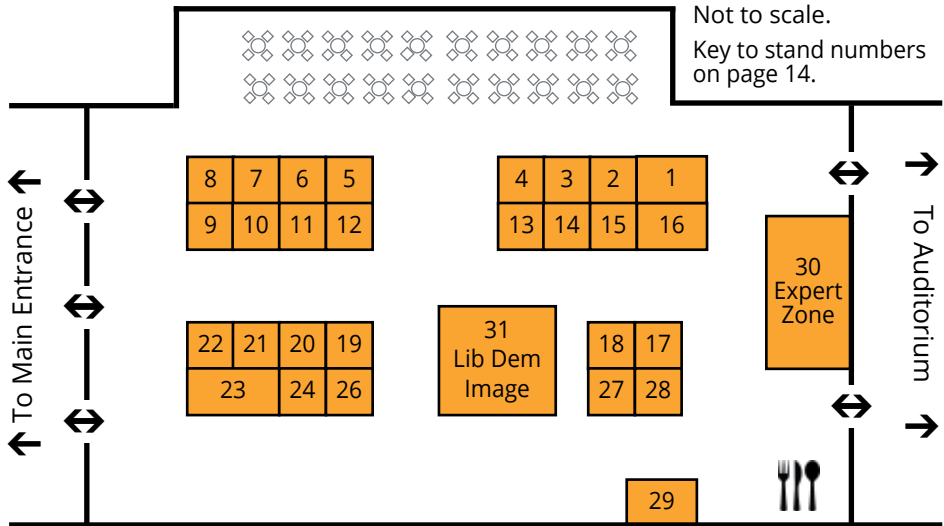 Not to scale.
Key to stand numbers
on page 14.
8 7 6 5
9 10 11 12
4 3 2 1
13 14 15 16
To Main Entrance
To Auditorium
30
Expert
Zone
22 21 20 19
23 24 26
31
Lib Dem
Image
18 17
27 28
29